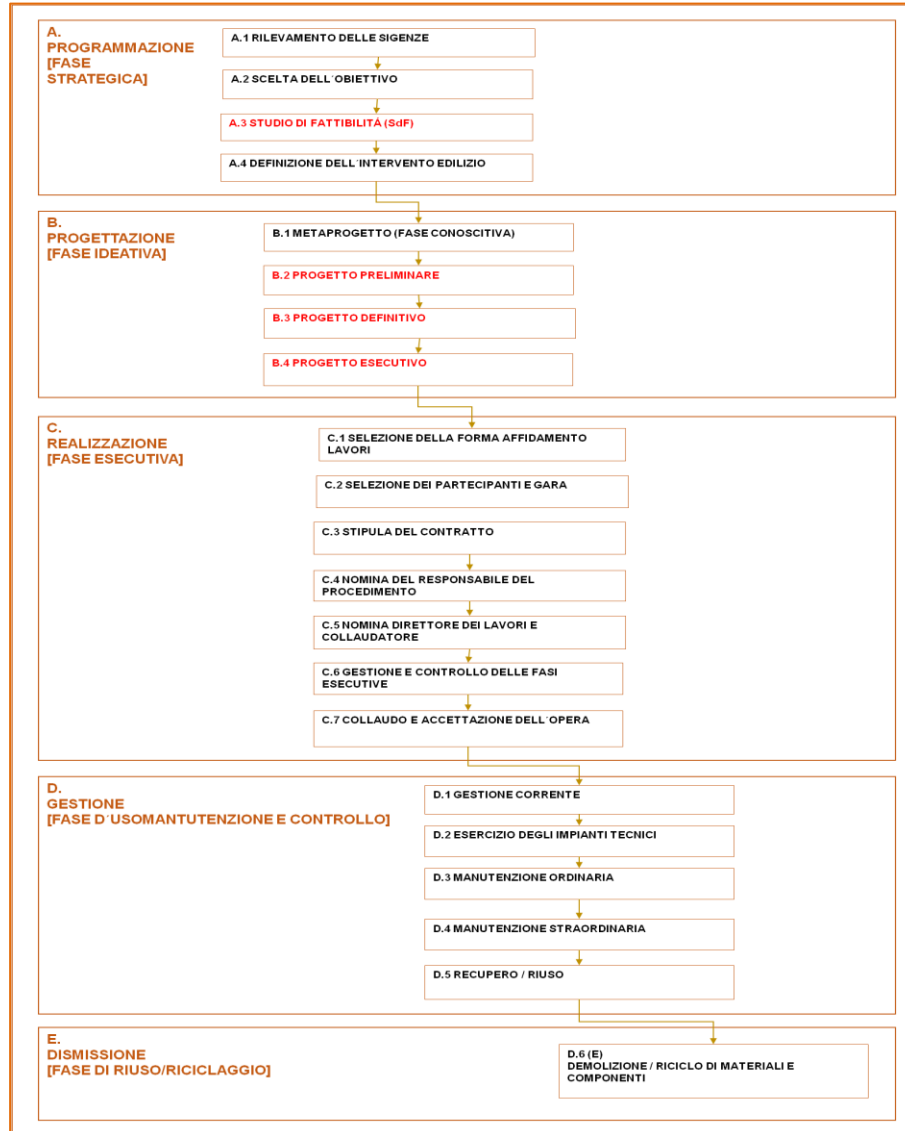 A.
PROGRAMMAZIONE
[FASE
STRATEGICA]
A.1 RILEVAMENTO DELLE SIGENZE
A.2 SCELTA DELL´OBIETTIVO
A.3 STUDIO DI FATTIBILITÁ (SdF)
A.4 DEFINIZIONE DELL´INTERVENTO EDILIZIO
B.
PROGETTAZIONE
[FASE IDEATIVA]
B.1 METAPROGETTO (FASE CONOSCITIVA)
B.2 PROGETTO PRELIMINARE
B.3 PROGETTO DEFINITIVO
B.4 PROGETTO ESECUTIVO
C.
REALIZZAZIONE
[FASE ESECUTIVA]
C.1 SELEZIONE DELLA FORMA AFFIDAMENTO
LAVORI
C.2 SELEZIONE DEI PARTECIPANTI E GARA
C.3 STIPULA DEL CONTRATTO
C.4 NOMINA DEL RESPONSABILE DEL
PROCEDIMENTO
C.5 NOMINA DIRETTORE DEI LAVORI E
COLLAUDATORE
C.6 GESTIONE E CONTROLLO DELLE FASI
ESECUTIVE
C.7 COLLAUDO E ACCETTAZIONE DELL´OPERA
D.
GESTIONE
[FASE D´USOMANTUTENZIONE E CONTROLLO]
D.1 GESTIONE CORRENTE
D.2 ESERCIZIO DEGLI IMPIANTI TECNICI
D.3 MANUTENZIONE ORDINARIA
D.4 MANUTENZIONE STRAORDINARIA
D.5 RECUPERO / RIUSO
E.
DISMISSIONE
[FASE DI RIUSO/RICICLAGGIO]
D.6 (E)
DEMOLIZIONE / RICICLO DI MATERIALI E
COMPONENTI